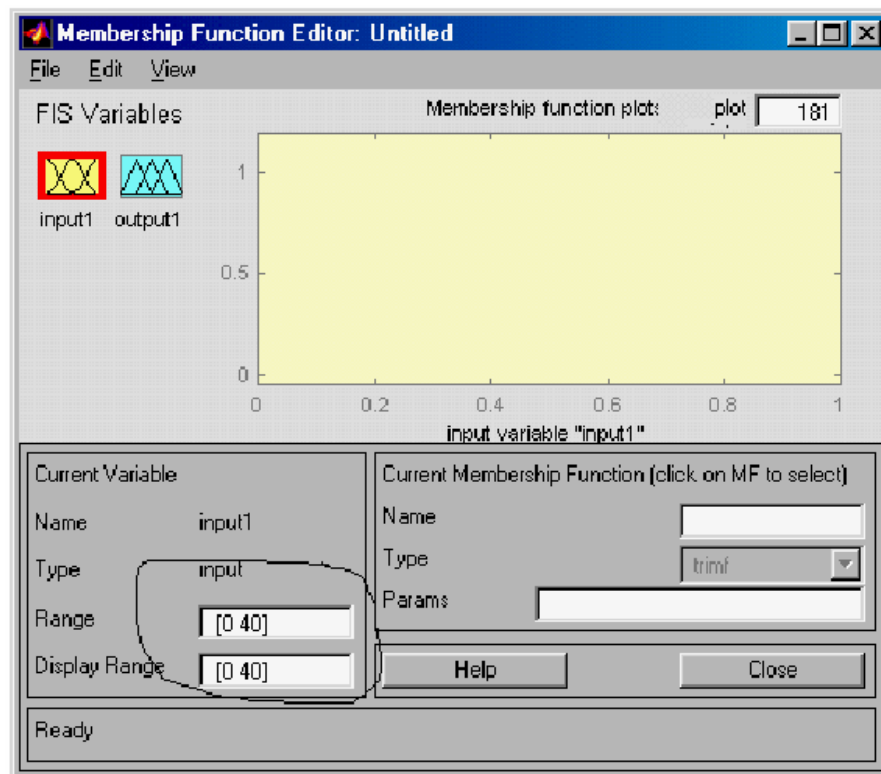 Membership Function Editor: Untitled
File Edit View
FIS Variables
Membership function plots plot 181
input1 output1
1
0.5
0
0 0.2 0.4 0.6 0.8 1
input variable "input1"
Current Variable
Name input1
Type input
Range [0 40]
Display Range [0 40]
Current Membership Function (click on MF to select)
Name
Type trimf
Params
Help Close
Ready